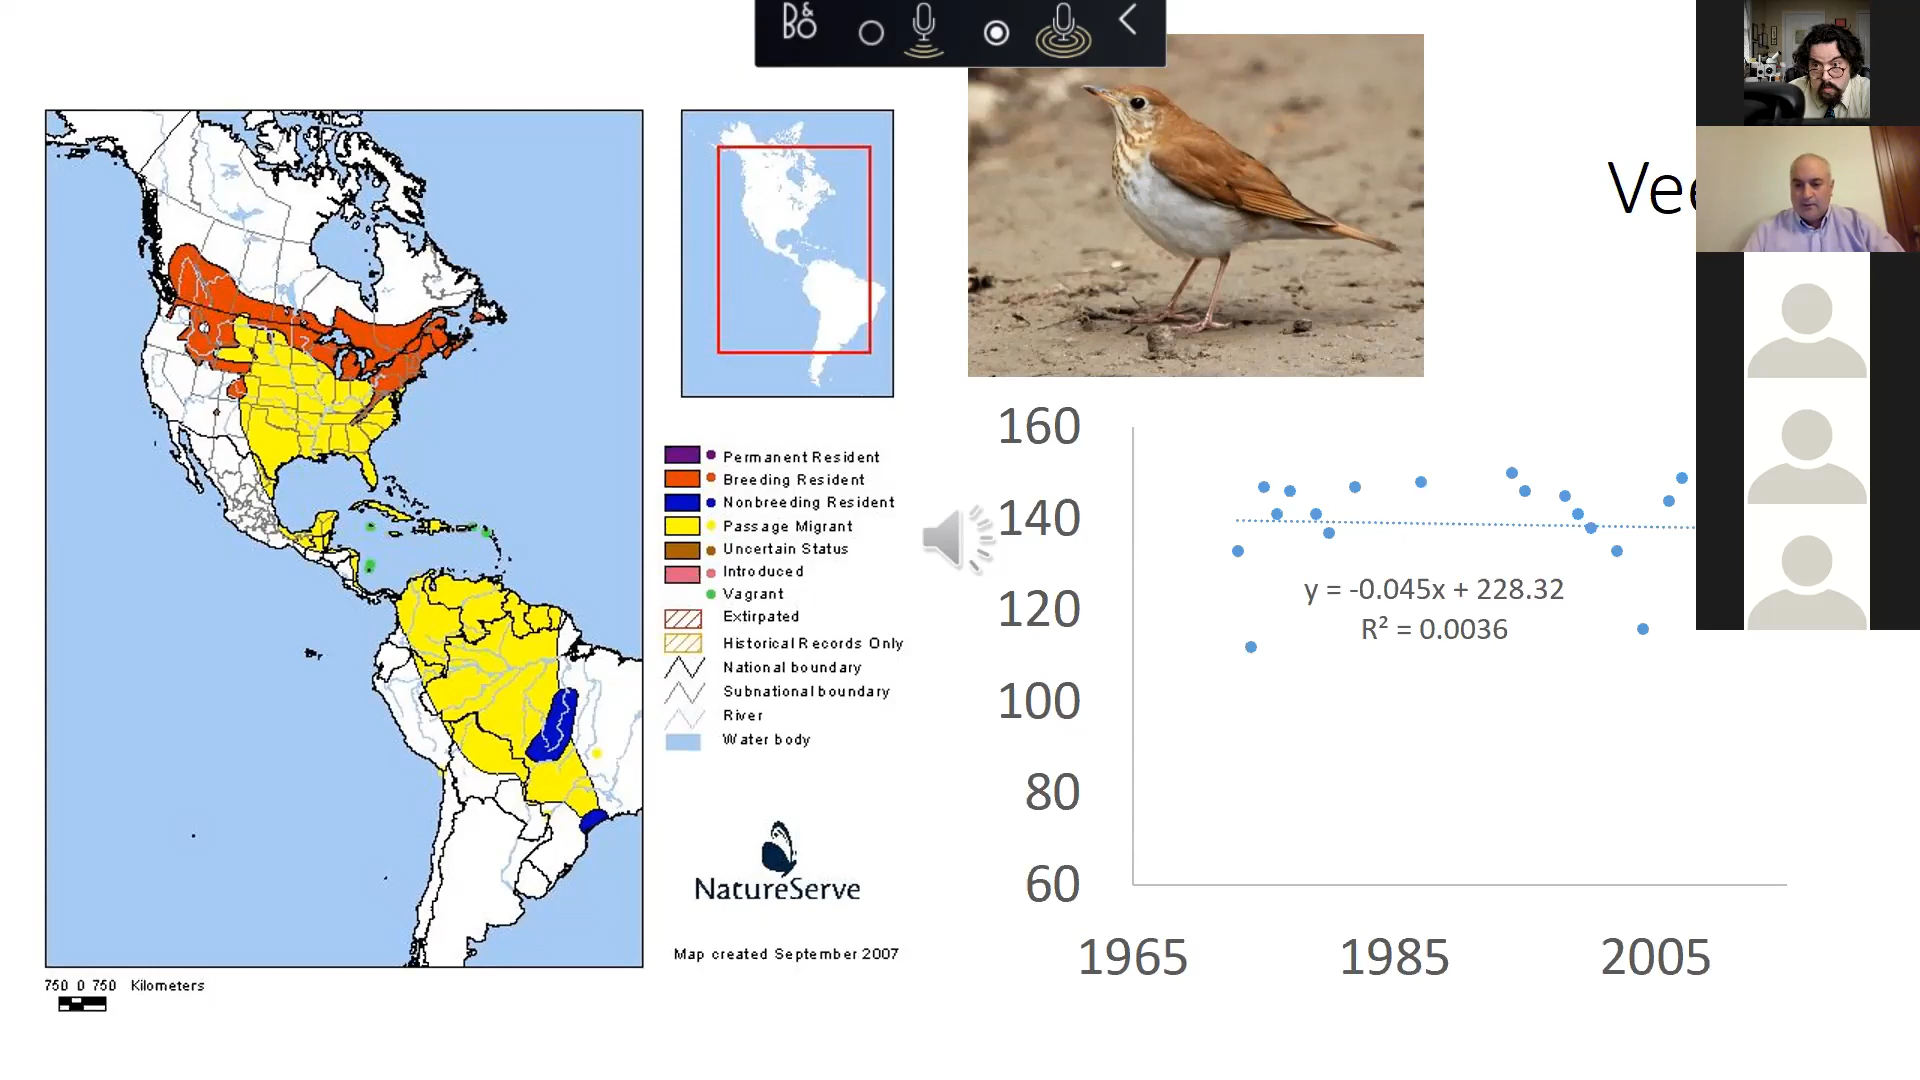 B&O
Vee
Permanent Resident
Breeding Resident
Nonbreeding Resident
Passage Migrant
Uncertain Status
Introduced
Vagrant
Extirpated
Historical Records Only
National boundary
Subnational boundary
River
Water body
NatureServe
Map created September 2007
750 0 750 Kilometers
160
140
120
100
80
60
y = -0.045x + 228.32
R² = 0.0036
1965 1985 2005